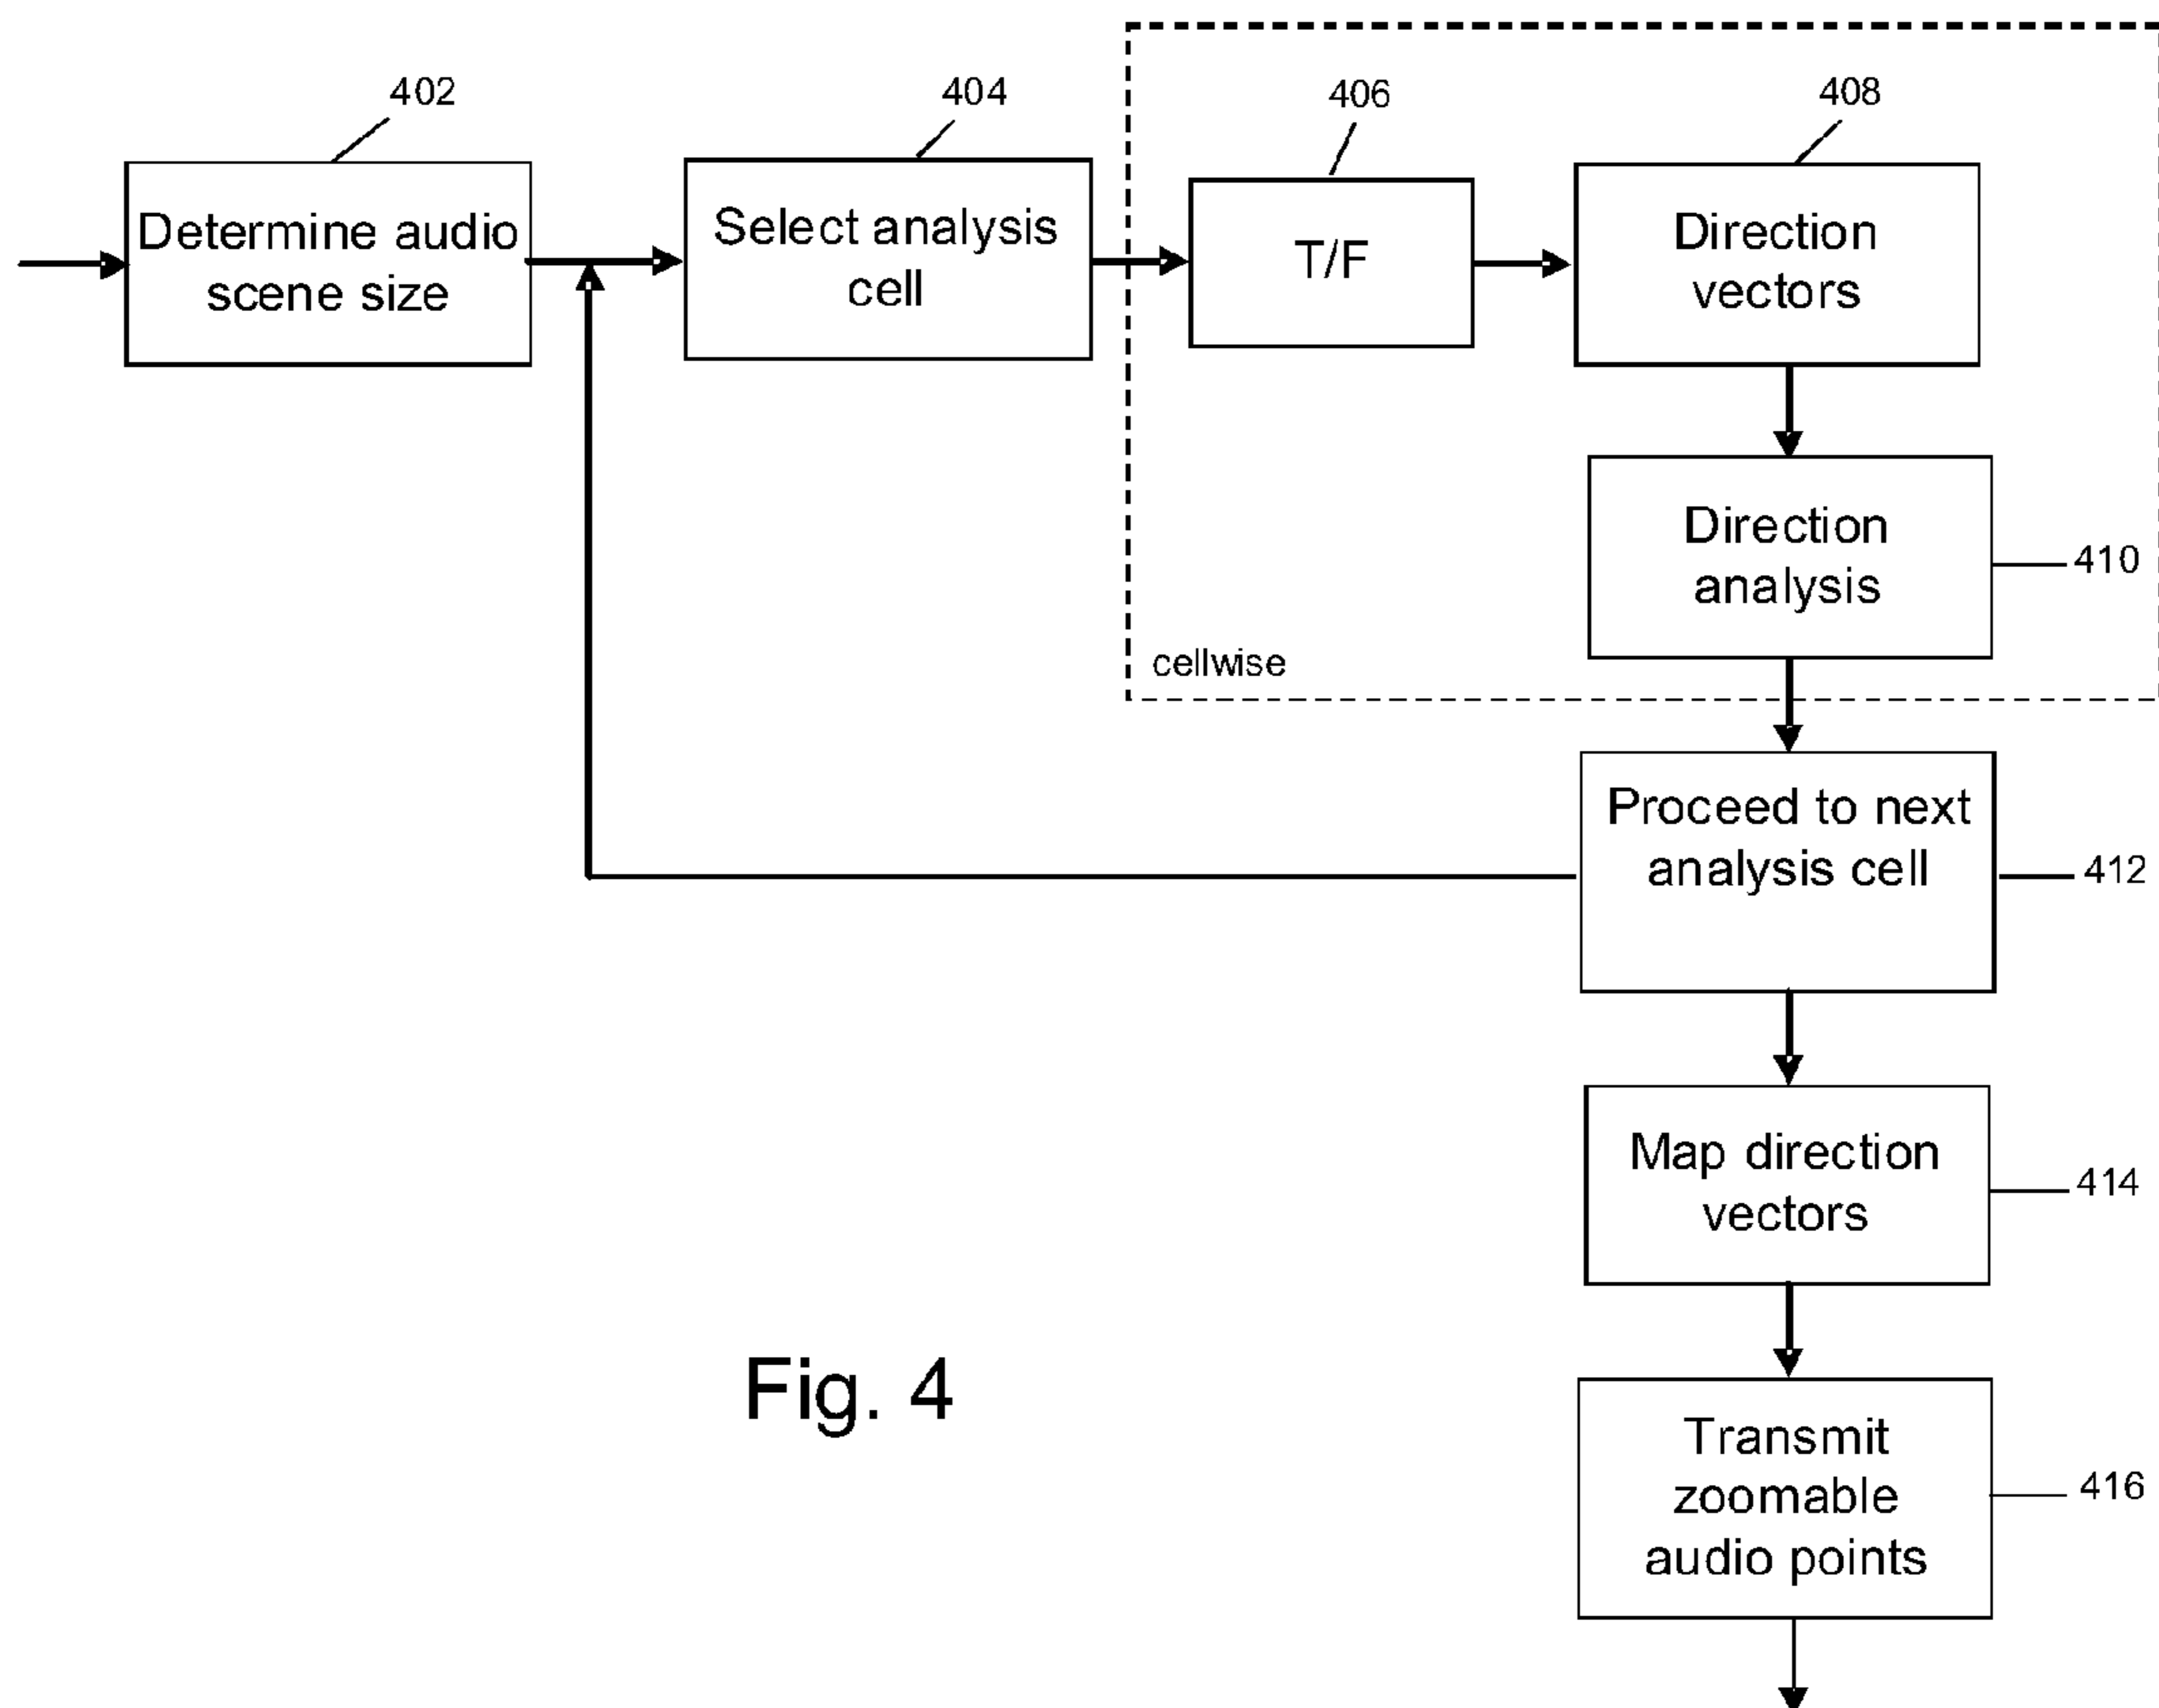 402
404
406
408
Determine audio
scene size
Select analysis
cell
T/F
Direction
vectors
Direction
analysis
410
cellwise
Proceed to next
analysis cell
412
Map direction
vectors
414
Fig. 4
Transmit
zoomable
audio points
416